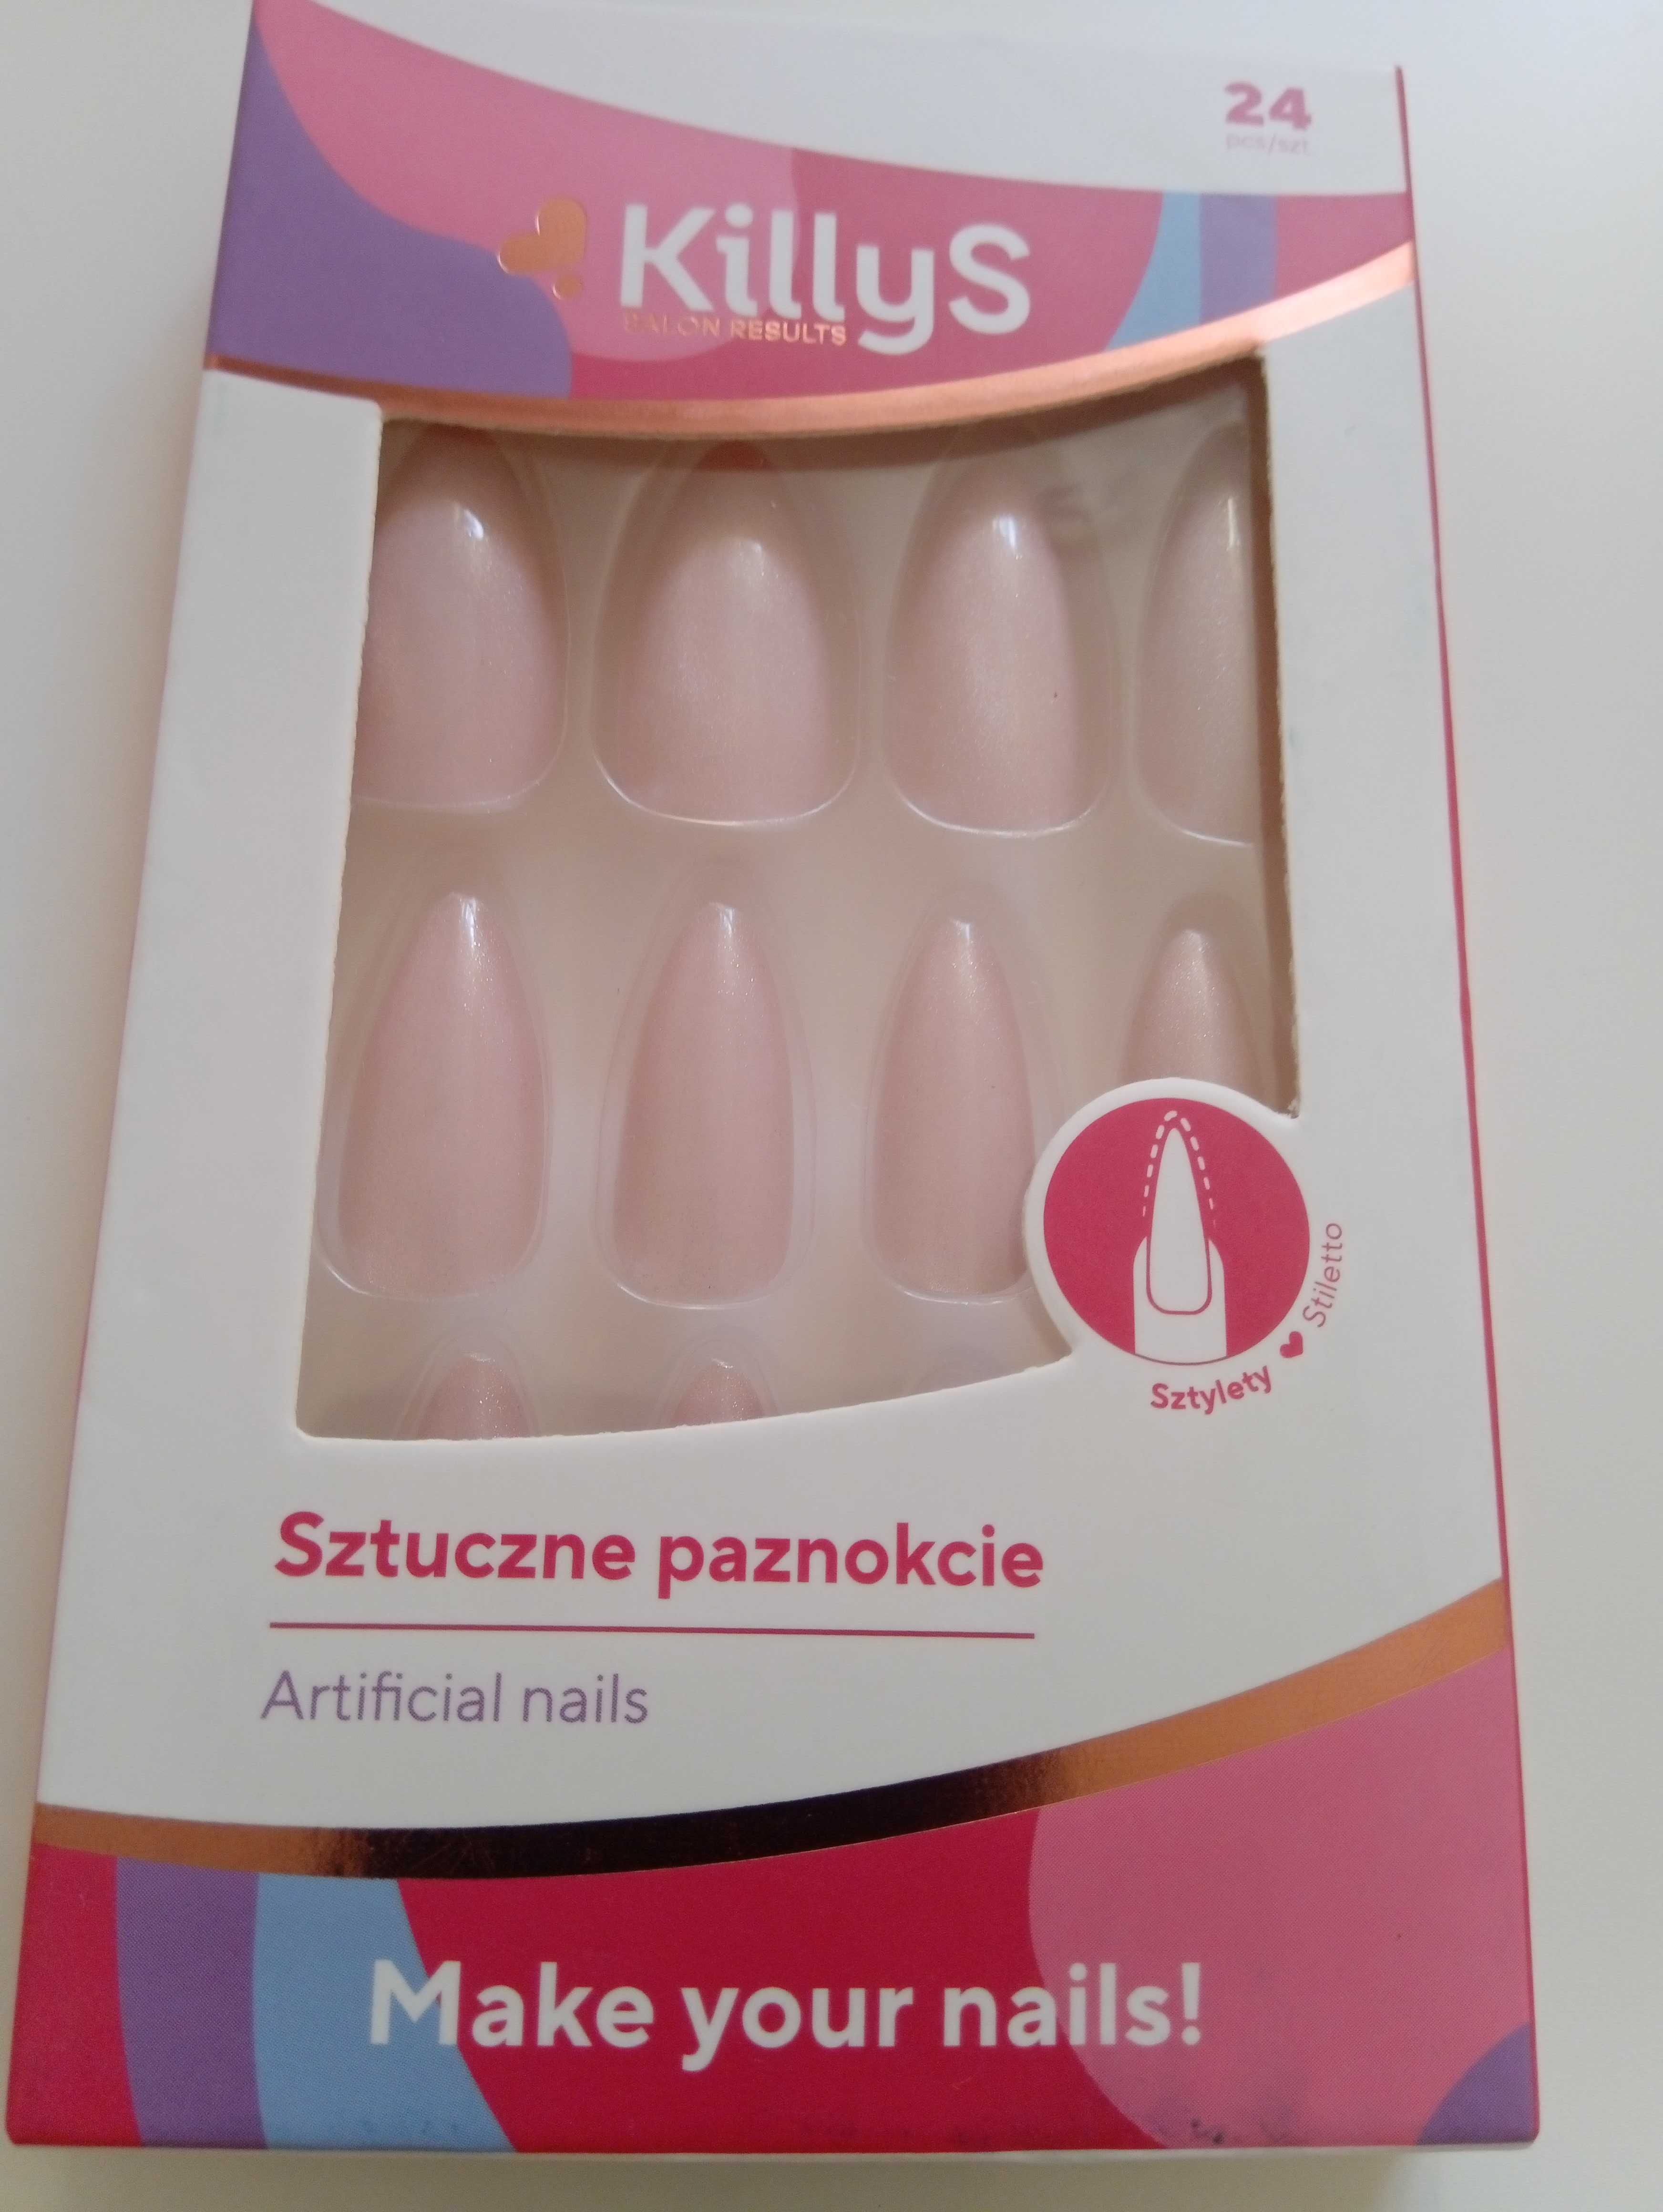 24
pcs/szt.
KillyS
SALON RESULTS
Sztylety
Stiletto
Sztuczne paznokcie
Artificial nails
Make your nails!